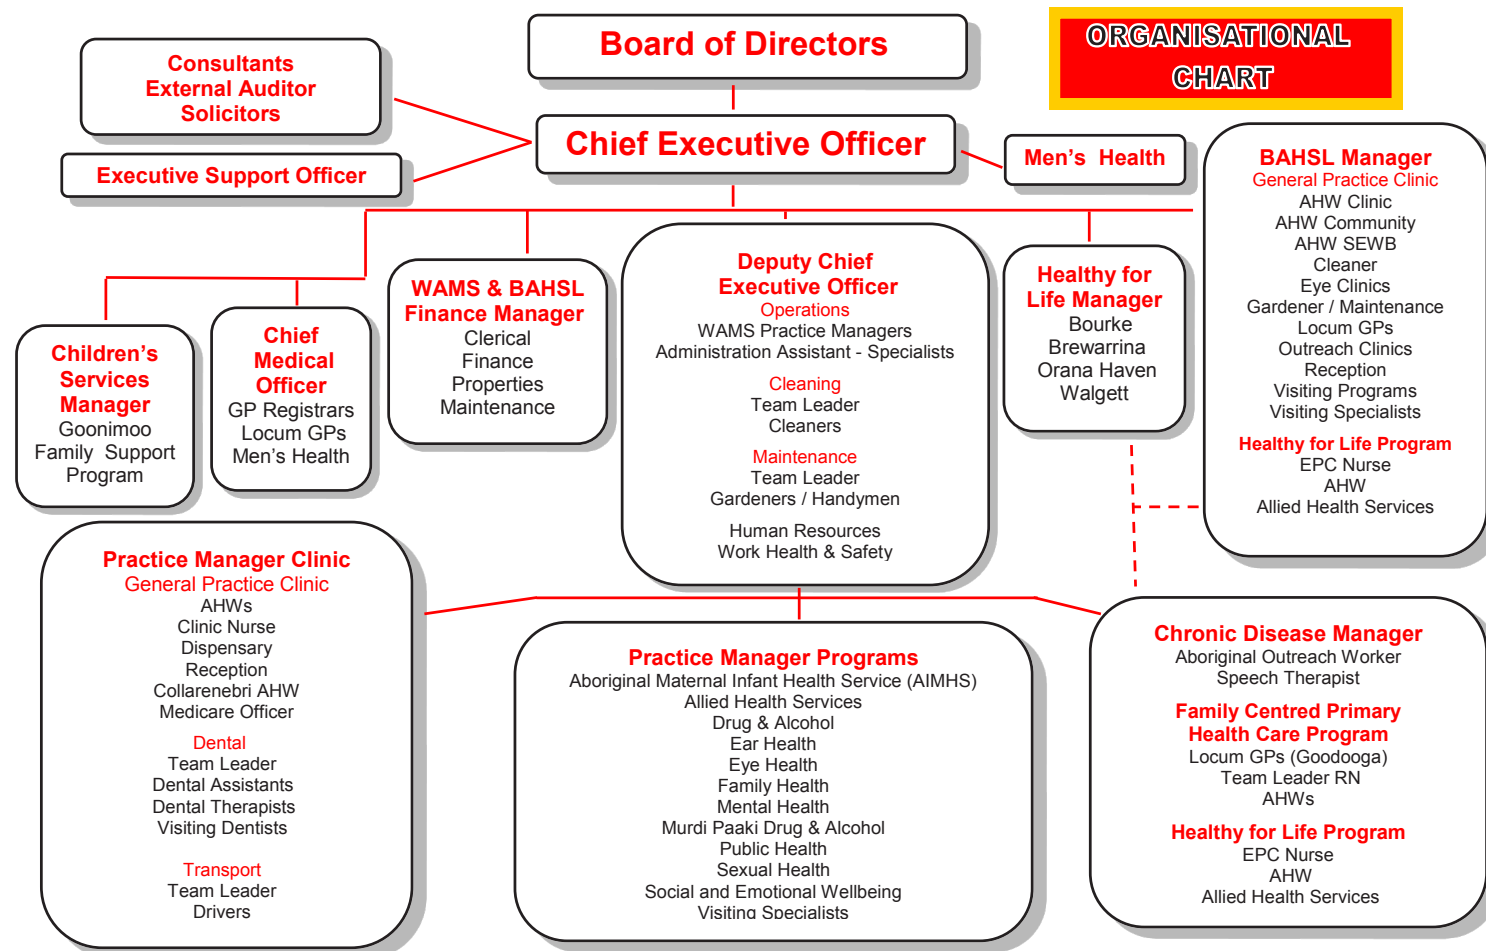 Board of Directors
ORGANISATIONAL
CHART
Consultants
External Auditor
Solicitors
Chief Executive Officer
Executive Support Officer
Men's  Health
BAHSL Manager
General Practice Clinic
AHW Clinic
AHW Community
AHW SEWB
Cleaner
Eye Clinics
Gardener / Maintenance
Locum GPs
Outreach Clinics
Reception
Visiting Programs
Visiting Specialists
Healthy for Life Program
EPC Nurse
AHW
Allied Health Services
Children's
Services
Manager
Goonimoo
Family  Support
Program
Chief
Medical
Officer
GP Registrars
Locum GPs
Men's Health
WAMS & BAHSL
Finance Manager
Clerical
Finance
Properties
Maintenance
Deputy Chief
Executive Officer
Operations
WAMS Practice Managers
Administration Assistant - Specialists
Cleaning
Team Leader
Cleaners
Maintenance
Team Leader
Gardeners / Handymen
Human Resources
Work Health & Safety
Healthy for
Life Manager
Bourke
Brewarrina
Orana Haven
Walgett
Practice Manager Clinic
General Practice Clinic
AHWs
Clinic Nurse
Dispensary
Reception
Collarenebri AHW
Medicare Officer
Dental
Team Leader
Dental Assistants
Dental Therapists
Visiting Dentists
Transport
Team Leader
Drivers
Practice Manager Programs
Aboriginal Maternal Infant Health Service (AIMHS)
Allied Health Services
Drug & Alcohol
Ear Health
Eye Health
Family Health
Mental Health
Murdi Paaki Drug & Alcohol
Public Health
Sexual Health
Social and Emotional Wellbeing
Visiting Specialists
Chronic Disease Manager
Aboriginal Outreach Worker
Speech Therapist
Family Centred Primary
Health Care Program
Locum GPs (Goodooga)
Team Leader RN
AHWs
Healthy for Life Program
EPC Nurse
AHW
Allied Health Services